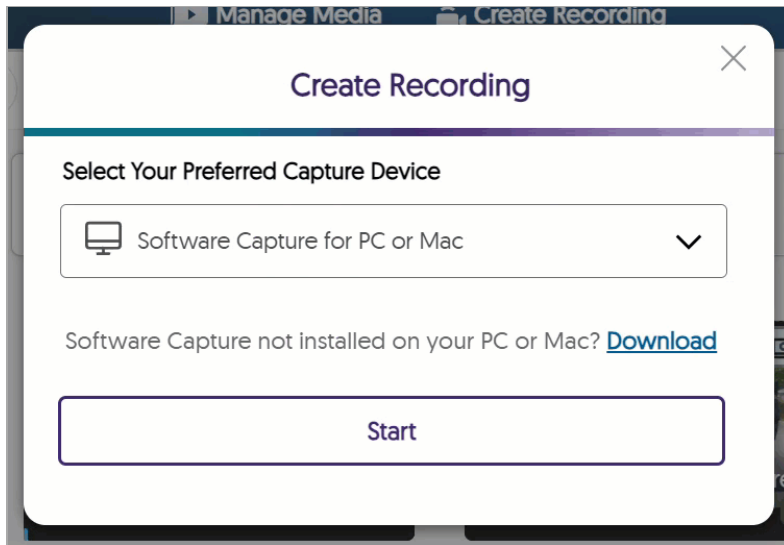 Manage Media
Create Recording
Create Recording
Select Your Preferred Capture Device
Software Capture for PC or Mac
Software Capture not installed on your PC or Mac? Download
Start